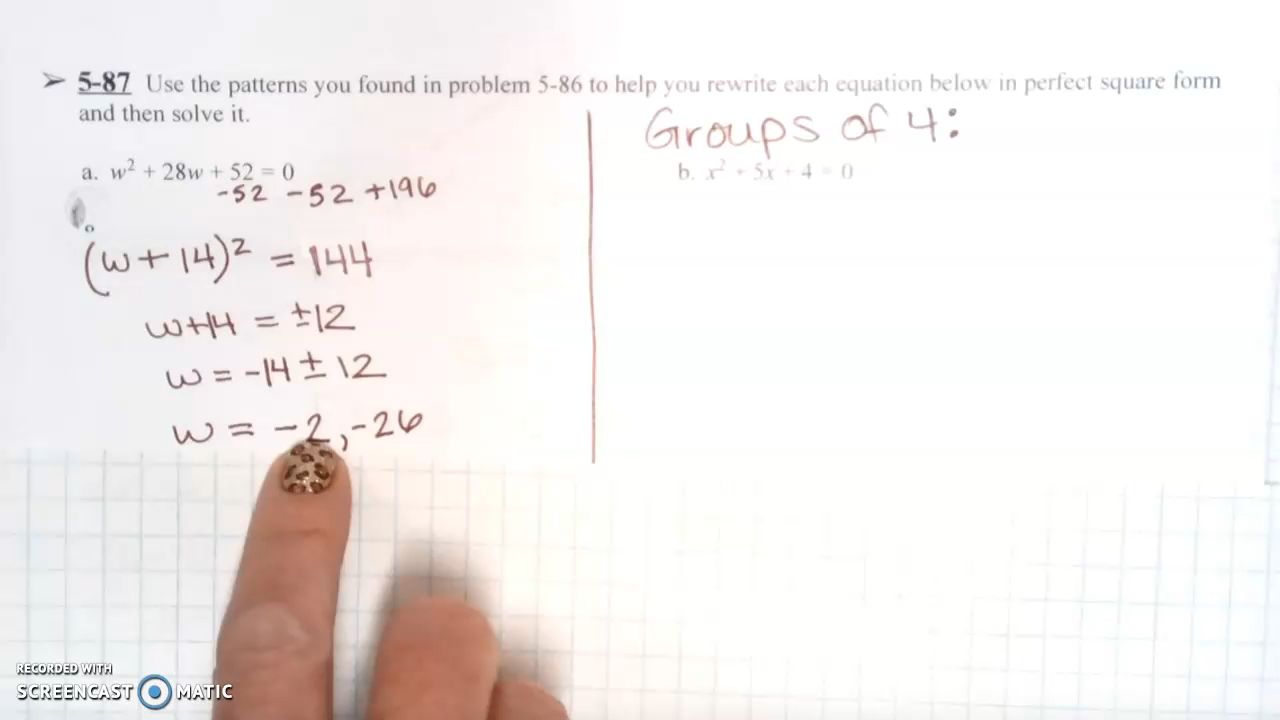 ➢ 5-87 Use the patterns you found in problem 5-86 to help you rewrite each equation below in perfect square form
and then solve it.
a. w² + 28w + 52 = 0
-52 -52 +196
(w + 14)² = 144
w+14 = ±12
w = -14 ± 12
w = -2, -26
Groups of 4:
b. x² + 5x + 4 = 0
RECORDED WITH
SCREENCAST MATIC